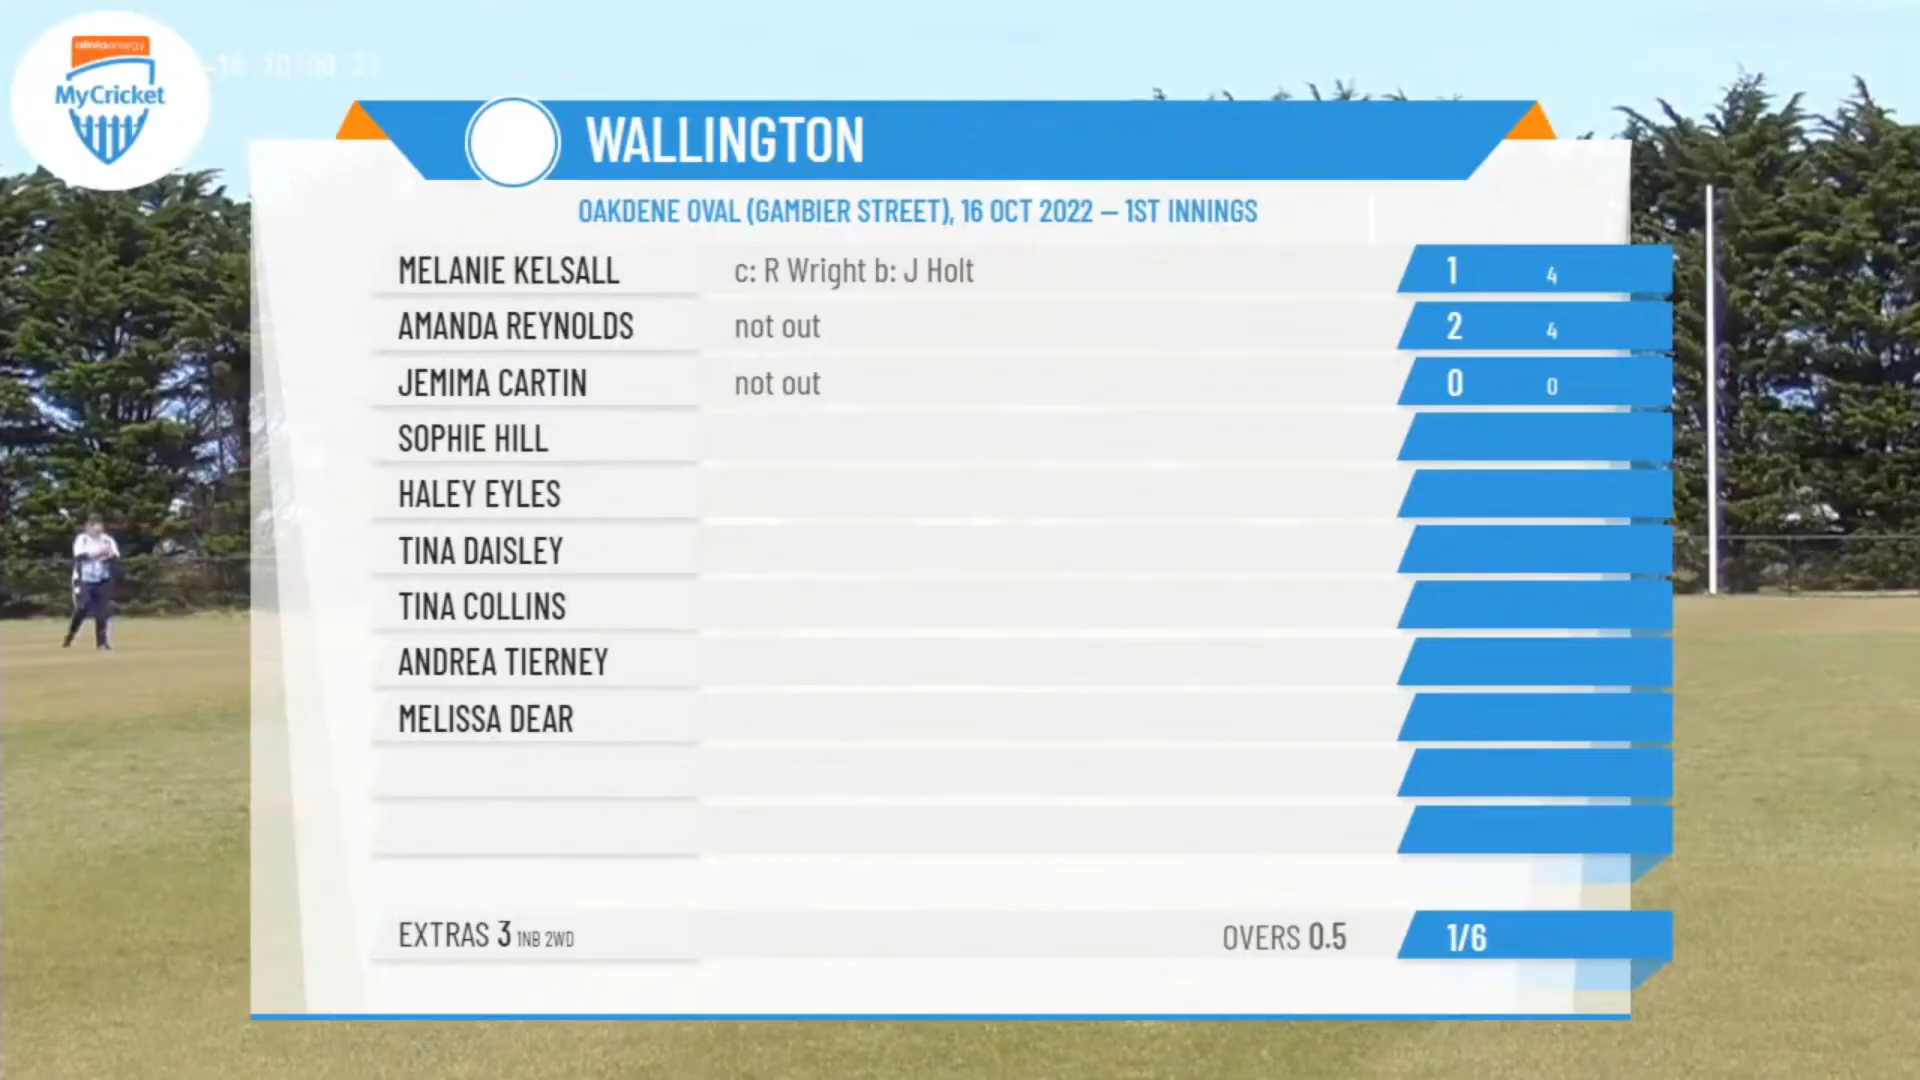 alintaenergy
MyCricket
WALLINGTON
OAKDENE OVAL (GAMBIER STREET), 16 OCT 2022 – 1ST INNINGS
MELANIE KELSALL c: R Wright b: J Holt 1 4
AMANDA REYNOLDS not out 2 4
JEMIMA CARTIN not out 0 0
SOPHIE HILL
HALEY EYLES
TINA DAISLEY
TINA COLLINS
ANDREA TIERNEY
MELISSA DEAR
EXTRAS 3 1NB 2WD OVERS 0.5 1/6